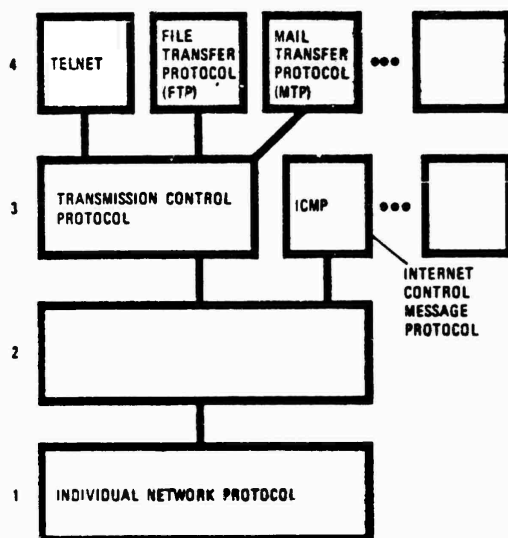 4
TELNET
FILE
TRANSFER
PROTOCOL
(FTP)
MAIL
TRANSFER
PROTOCOL
(MTP)
•••
3
TRANSMISSION CONTROL
PROTOCOL
ICMP
•••
INTERNET
CONTROL
MESSAGE
PROTOCOL
2
1
INDIVIDUAL NETWORK PROTOCOL